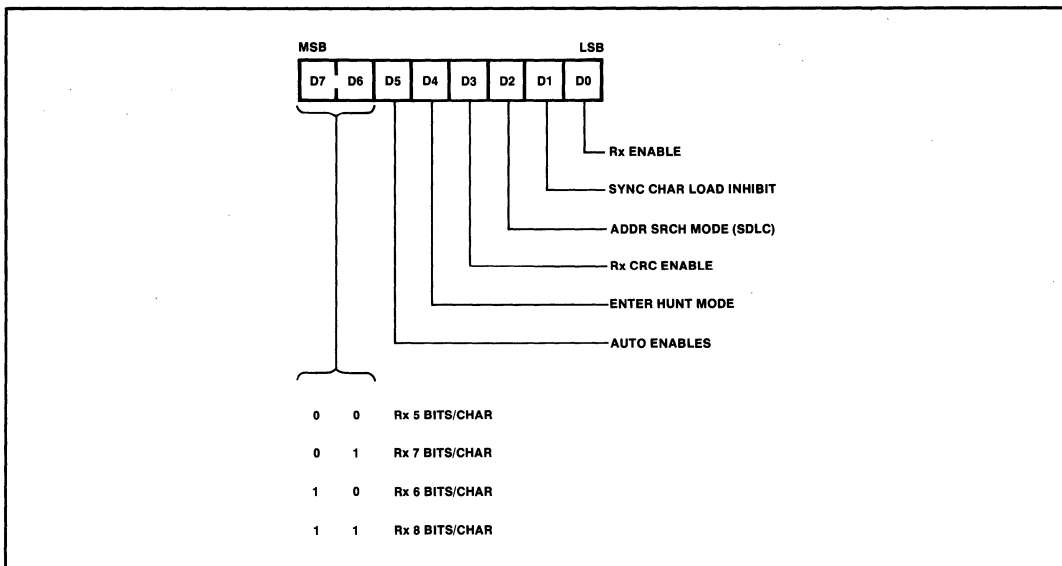 MSB LSB
D7 D6 D5 D4 D3 D2 D1 D0
Rx ENABLE
SYNC CHAR LOAD INHIBIT
ADDR SRCH MODE (SDLC)
Rx CRC ENABLE
ENTER HUNT MODE
AUTO ENABLES
0 0 Rx 5 BITS/CHAR
0 1 Rx 7 BITS/CHAR
1 0 Rx 6 BITS/CHAR
1 1 Rx 8 BITS/CHAR